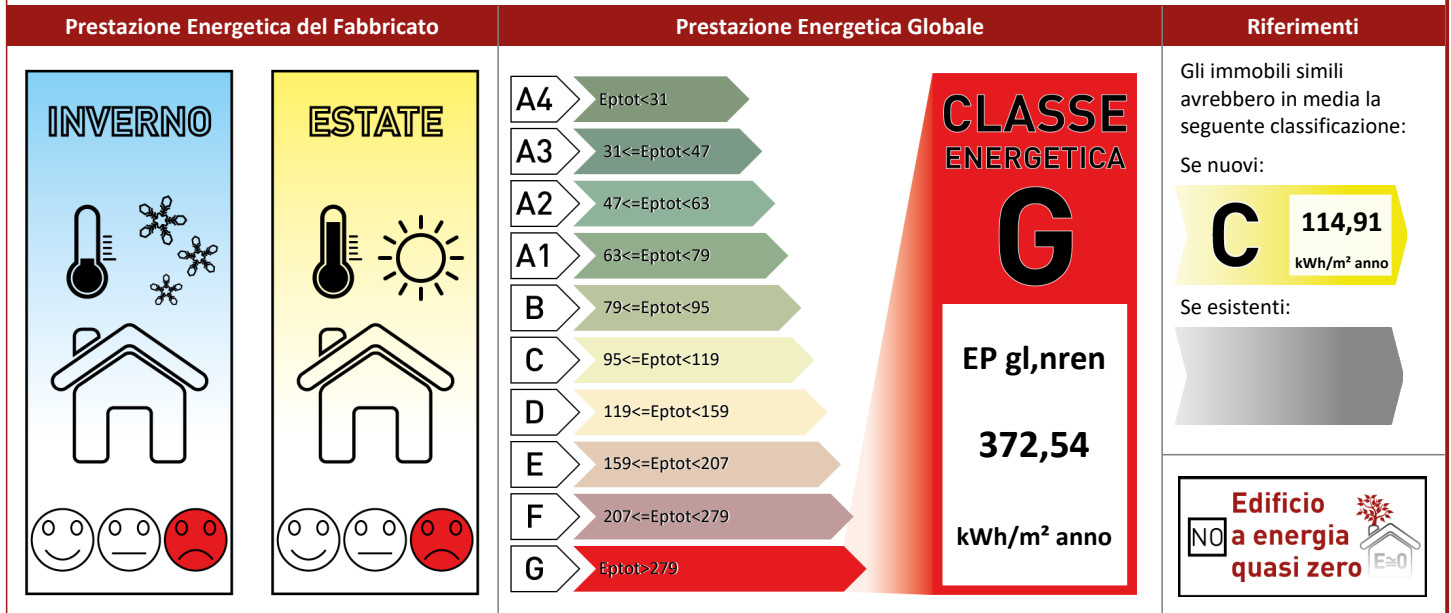 Prestazione Energetica del Fabbricato
Prestazione Energetica Globale
Riferimenti
INVERNO
ESTATE
A4 Eptot<31
A3 31<=Eptot<47
A2 47<=Eptot<63
A1 63<=Eptot<79
B 79<=Eptot<95
C 95<=Eptot<119
D 119<=Eptot<159
E 159<=Eptot<207
F 207<=Eptot<279
G Eptot>279
CLASSE
ENERGETICA
G
EP gl,nren
372,54
kWh/m² anno
Gli immobili simili
avrebbero in media la
seguente classificazione:
Se nuovi:
C
114,91
kWh/m² anno
Se esistenti:
Edificio
NO a energia
quasi zero
E≅0